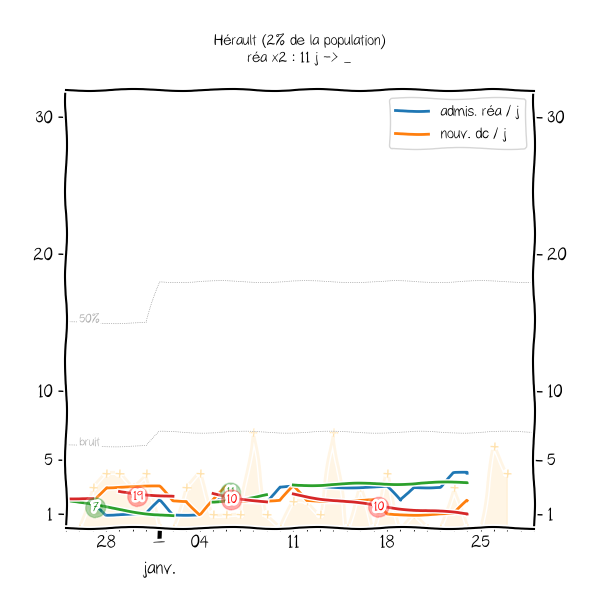 Hérault (2% de la population)
réa x2 : 11 j -> _
admis. réa / j
nouv. dc / j
30 30
20 20
50%
10 10
bruit
5 5
1 1
7 19 10 10
28 1 04 11 18 25
janv.